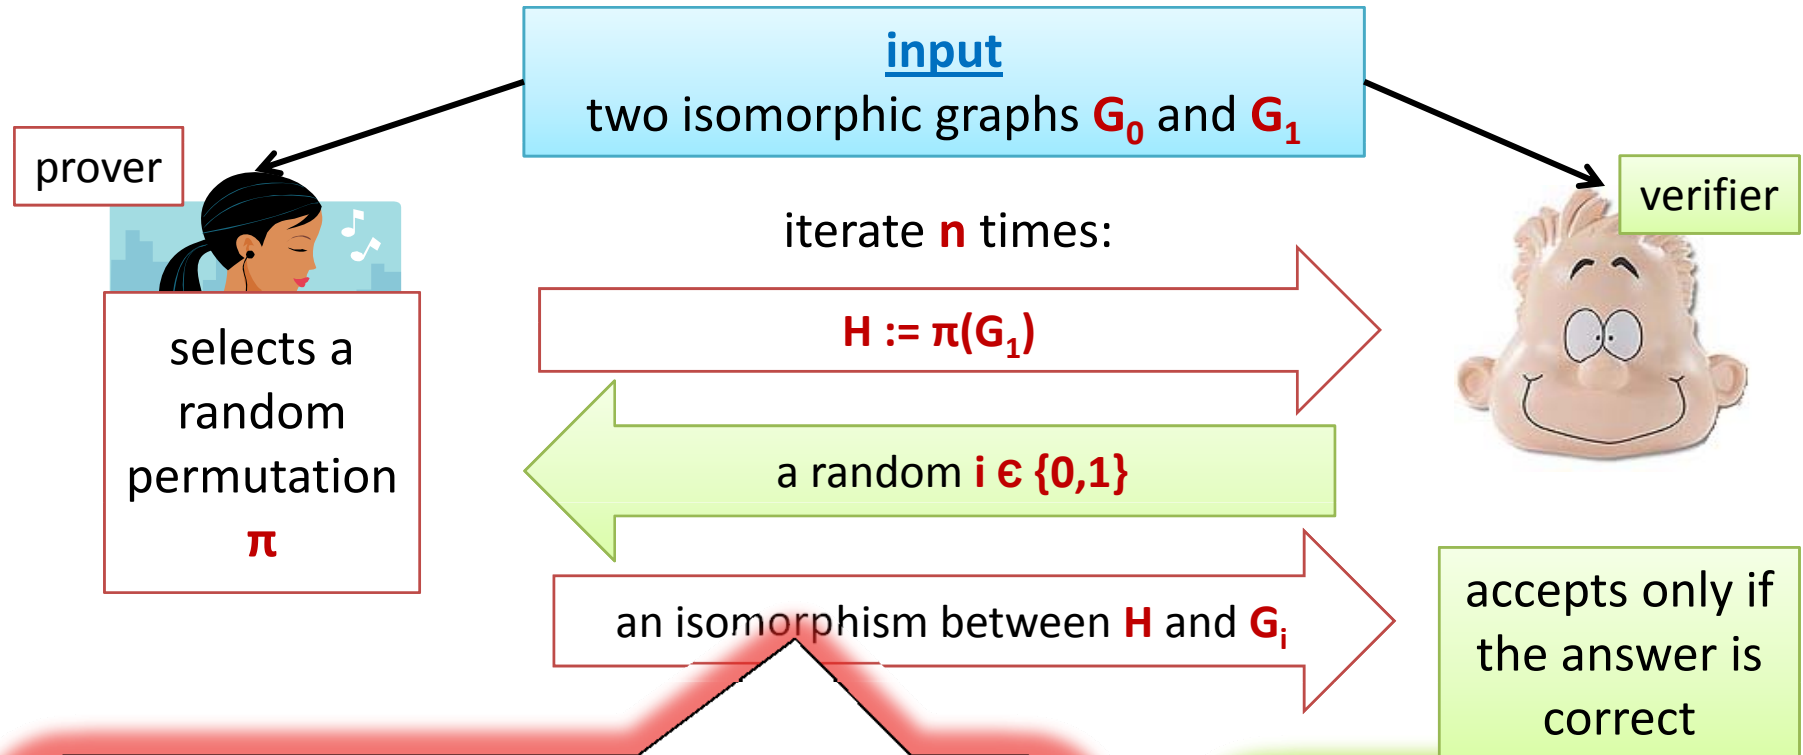 input
two isomorphic graphs G₀ and G₁
prover
verifier
iterate n times:
H := π(G₁)
selects a
random
permutation
π
a random i є {0,1}
an isomorphism between H and Gᵢ
accepts only if
the answer is
correct